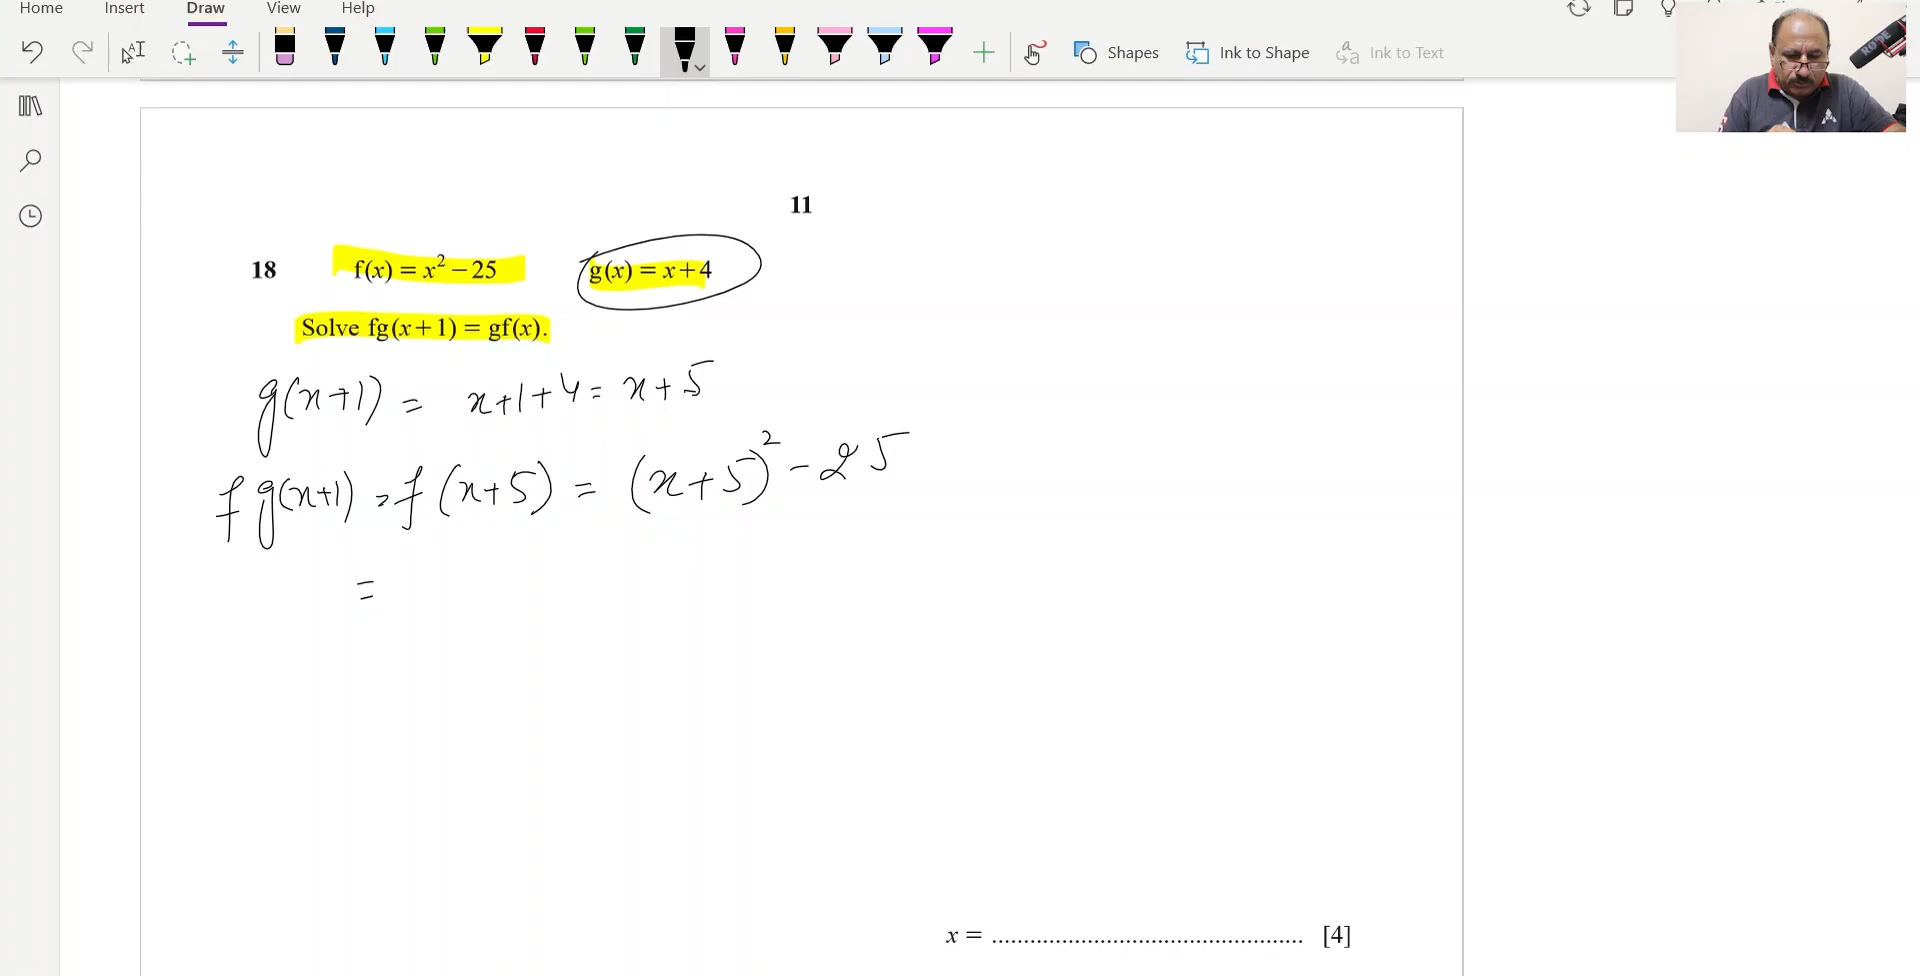 Home Insert Draw View Help
Shapes Ink to Shape Ink to Text
RØDE
11
18 f(x) = x² − 25 g(x) = x + 4
Solve fg(x + 1) = gf(x).
g(x+1) = x+1+4 = x+5
fg(x+1) = f(x+5) = (x+5)² − 25
=
x = ................................................ [4]